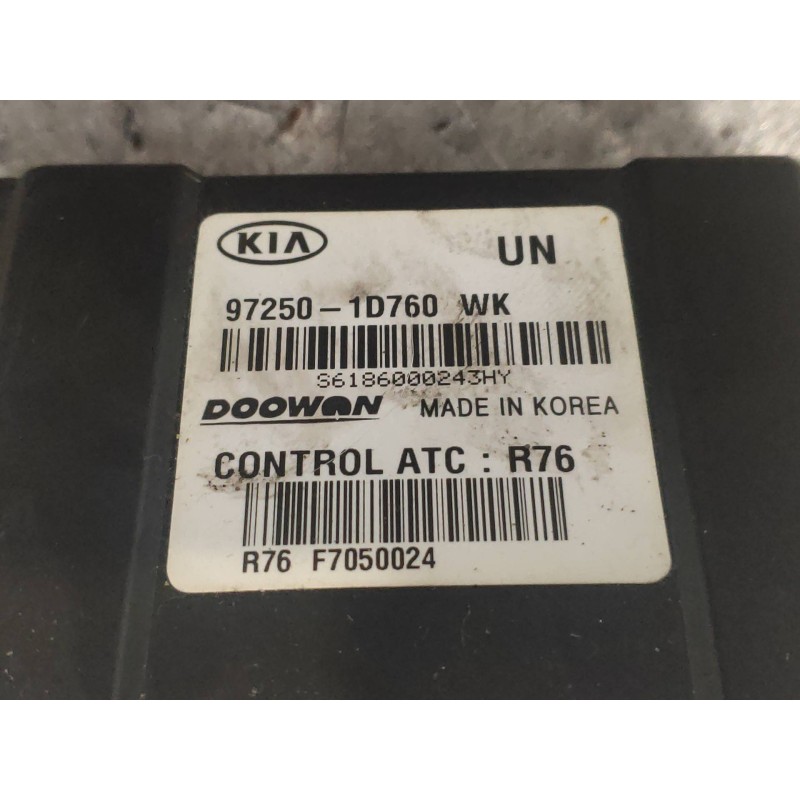 KIA UN
97250-1D760 WK
S6186000243HY
DOOWON MADE IN KOREA
CONTROL ATC : R76
R76 F7050024